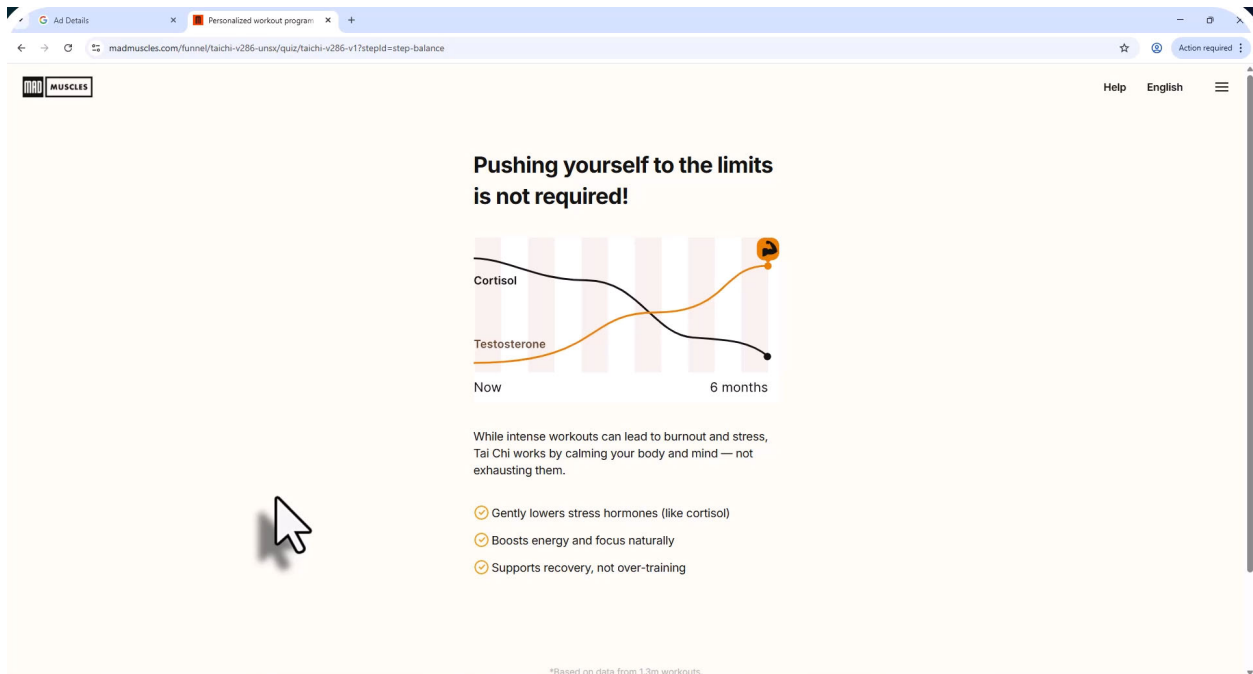 Ad Details
Personalized workout program
madmuscles.com/funnel/taichi-v286-unsx/quiz/taichi-v286-v1?stepId=step-balance
Action required
MAD MUSCLES
Help English
Pushing yourself to the limits
is not required!
Cortisol
Testosterone
Now 6 months
While intense workouts can lead to burnout and stress,
Tai Chi works by calming your body and mind — not
exhausting them.
Gently lowers stress hormones (like cortisol)
Boosts energy and focus naturally
Supports recovery, not over-training
*Based on data from 1.3m workouts.